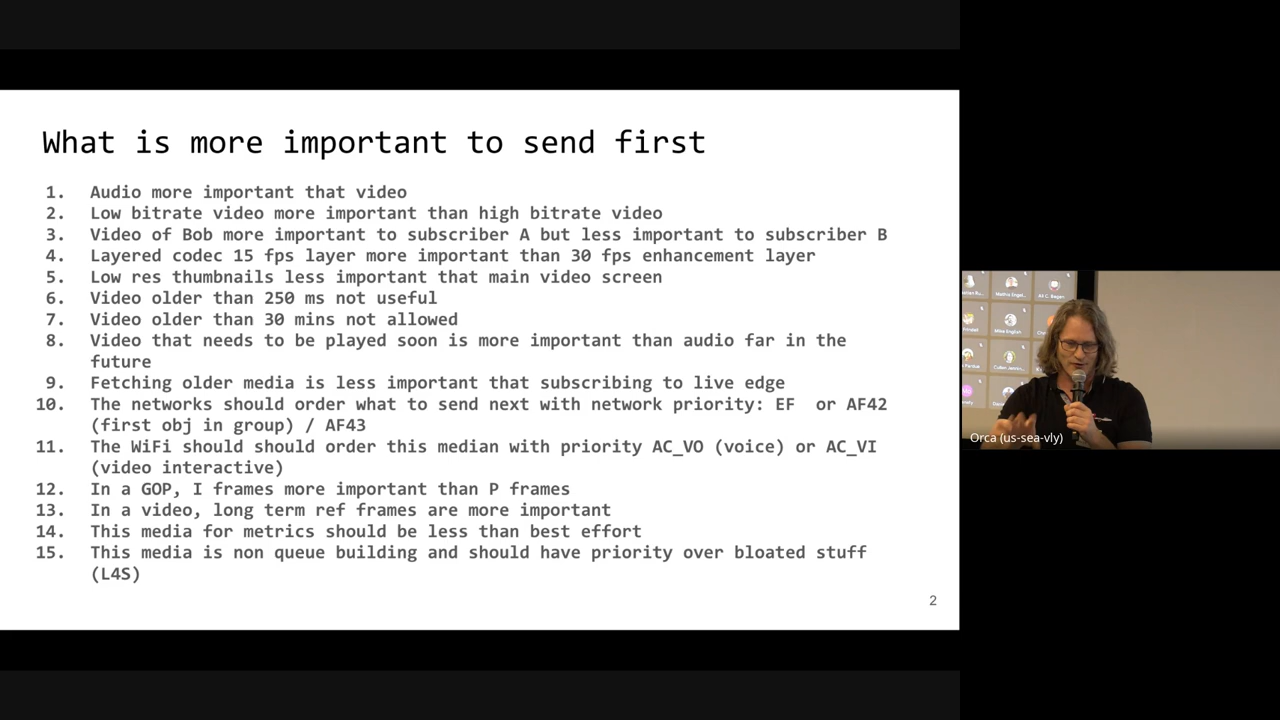 What is more important to send first
1. Audio more important that video
2. Low bitrate video more important than high bitrate video
3. Video of Bob more important to subscriber A but less important to subscriber B
4. Layered codec 15 fps layer more important than 30 fps enhancement layer
5. Low res thumbnails less important that main video screen
6. Video older than 250 ms not useful
7. Video older than 30 mins not allowed
8. Video that needs to be played soon is more important than audio far in the
future
9. Fetching older media is less important that subscribing to live edge
10. The networks should order what to send next with network priority: EF or AF42
(first obj in group) / AF43
11. The WiFi should should order this median with priority AC_VO (voice) or AC_VI
(video interactive)
12. In a GOP, I frames more important than P frames
13. In a video, long term ref frames are more important
14. This media for metrics should be less than best effort
15. This media is non queue building and should have priority over bloated stuff
(L4S)
2
Orca (us-sea-vly)